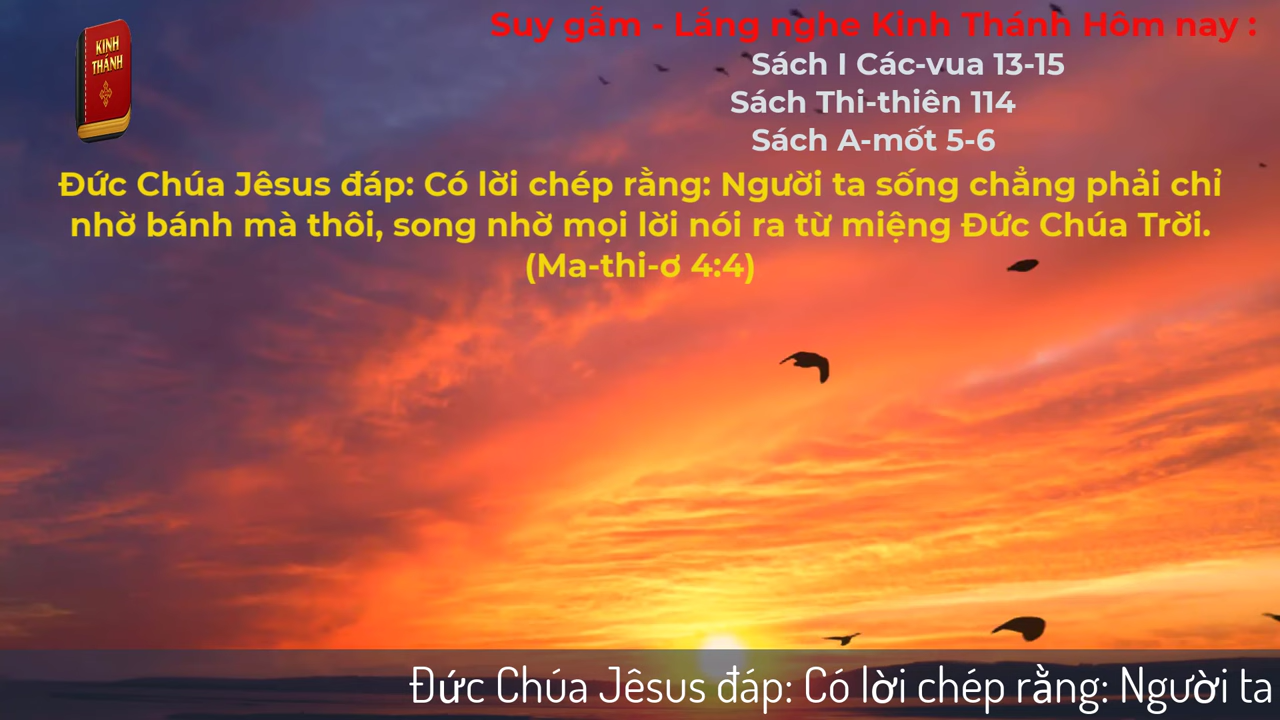 KINH
THÁNH
Suy gẫm - Lắng nghe Kinh Thánh Hôm nay :
Sách I Các-vua 13-15
Sách Thi-thiên 114
Sách A-mốt 5-6
Đức Chúa Jêsus đáp: Có lời chép rằng: Người ta sống chẳng phải chỉ
nhờ bánh mà thôi, song nhờ mọi lời nói ra từ miệng Đức Chúa Trời.
(Ma-thi-ơ 4:4)
Đức Chúa Jêsus đáp: Có lời chép rằng: Người ta